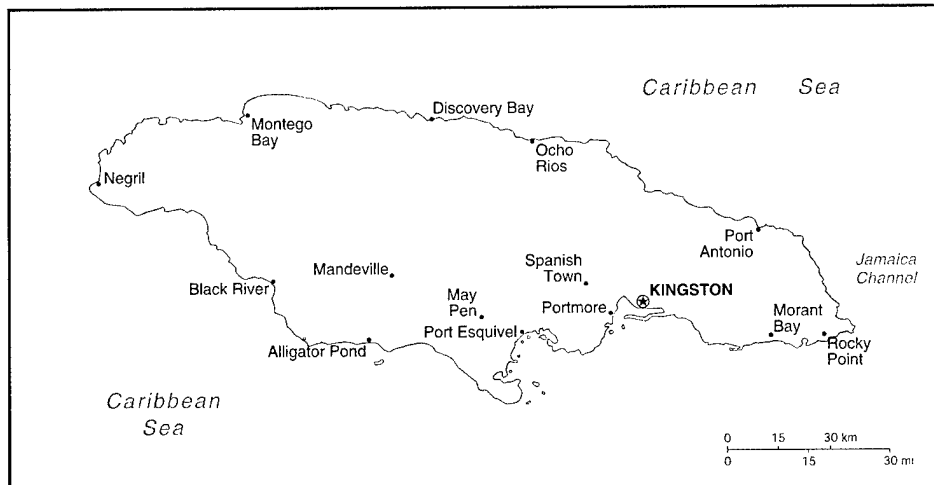 Caribbean Sea
Discovery Bay
Montego
Bay
Ocho
Rios
Negril
Port
Antonio
Jamaica
Channel
Spanish
Town
Mandeville
Black River
KINGSTON
May
Pen
Portmore
Morant
Bay
Port Esquivel
Alligator Pond
Rocky
Point
Caribbean
Sea
0 15 30 km
0 15 30 mi